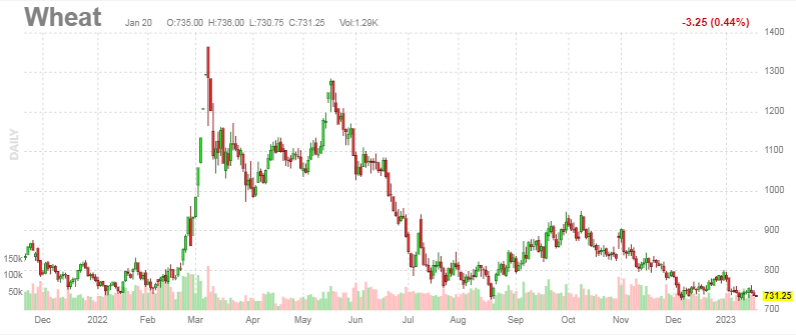 Wheat Jan 20 O:735.00 H:736.00 L:730.75 C:731.25 Vol:1.29K -3.25 (0.44%)
1400
1300
1200
1100
1000
900
800
731.25
700
DAILY
150k
100k
50k
Dec 2022 Feb Mar Apr May Jun Jul Aug Sep Oct Nov Dec 2023